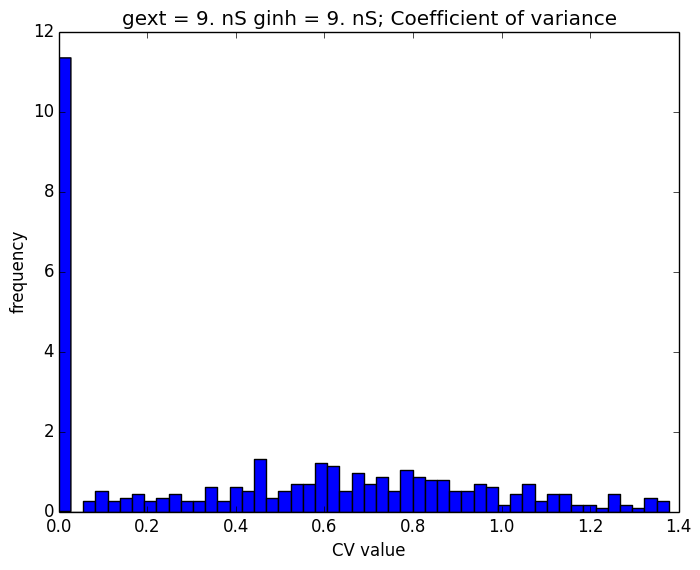 gext = 9. nS ginh = 9. nS; Coefficient of variance
12
10
8
6
4
2
0
frequency
0.0 0.2 0.4 0.6 0.8 1.0 1.2 1.4
CV value